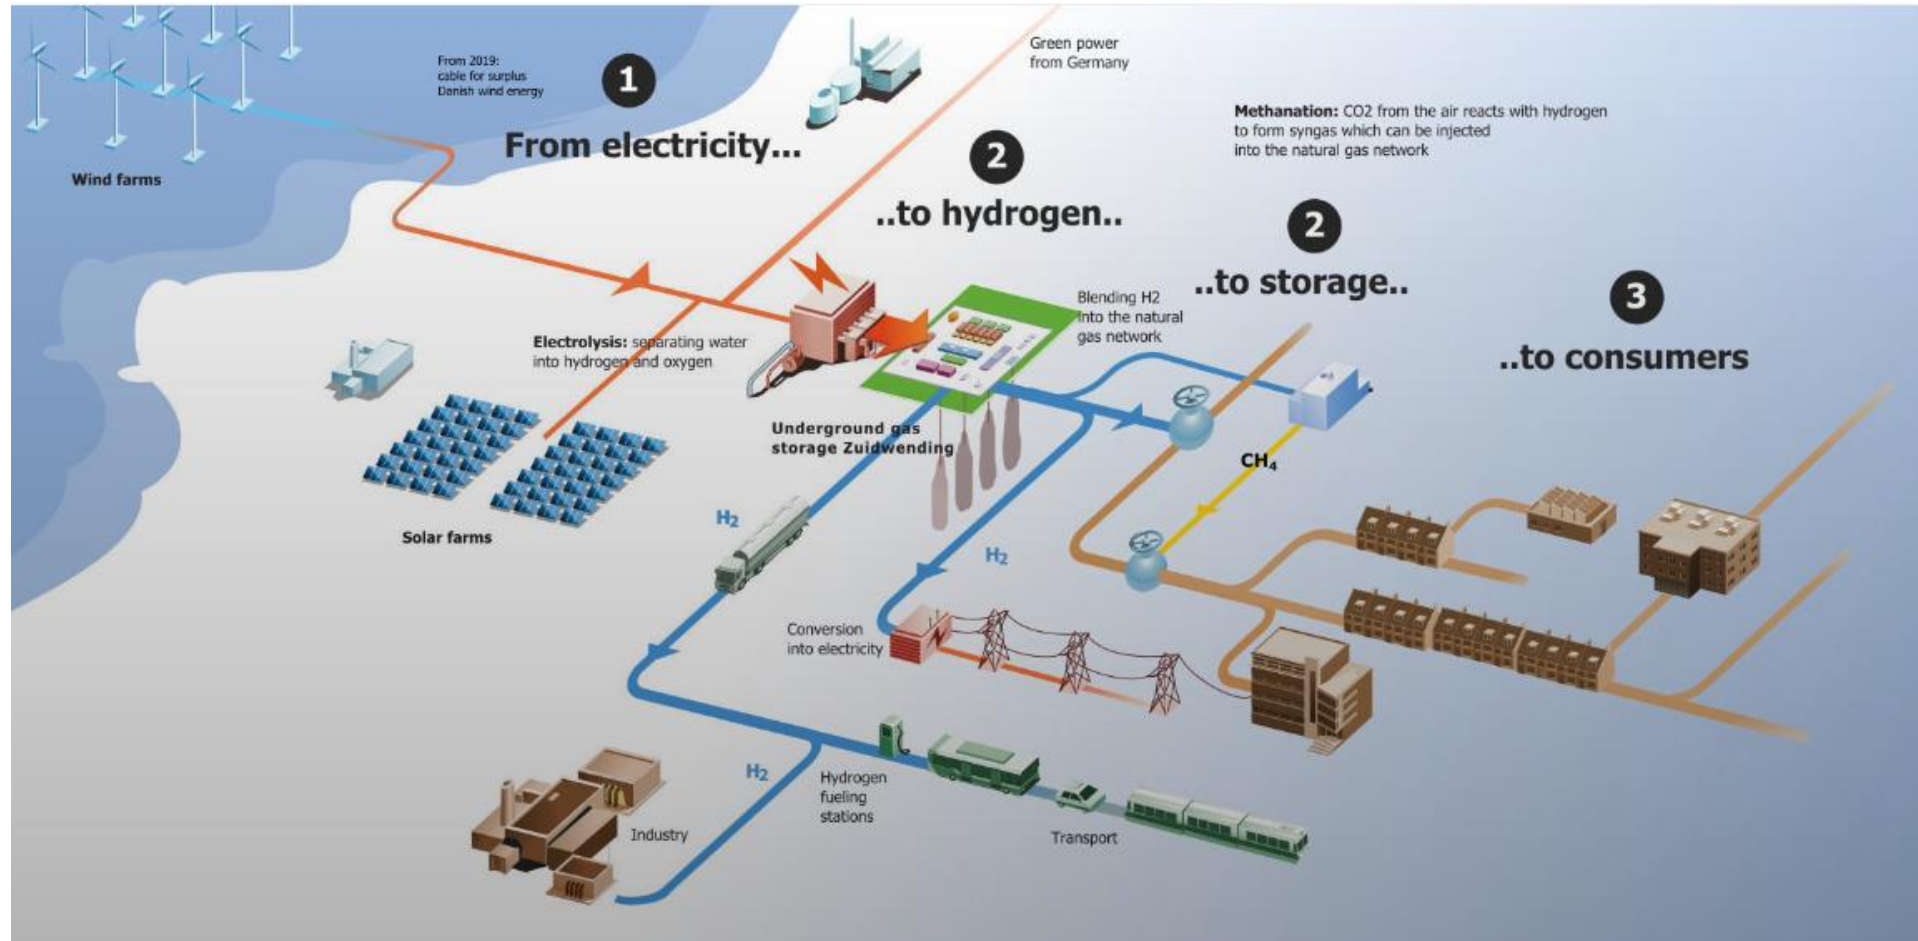 From 2019:
cable for surplus
Danish wind energy
1
From electricity...
Wind farms
Green power
from Germany
2
..to hydrogen..
Methanation: CO2 from the air reacts with hydrogen
to form syngas which can be injected
into the natural gas network
2
..to storage..
3
..to consumers
Blending H2
into the natural
gas network
Electrolysis: separating water
into hydrogen and oxygen
Underground gas
storage Zuidwending
CH₄
Solar farms
H₂
H₂
Conversion
into electricity
H₂
Hydrogen
fueling
stations
Industry
Transport